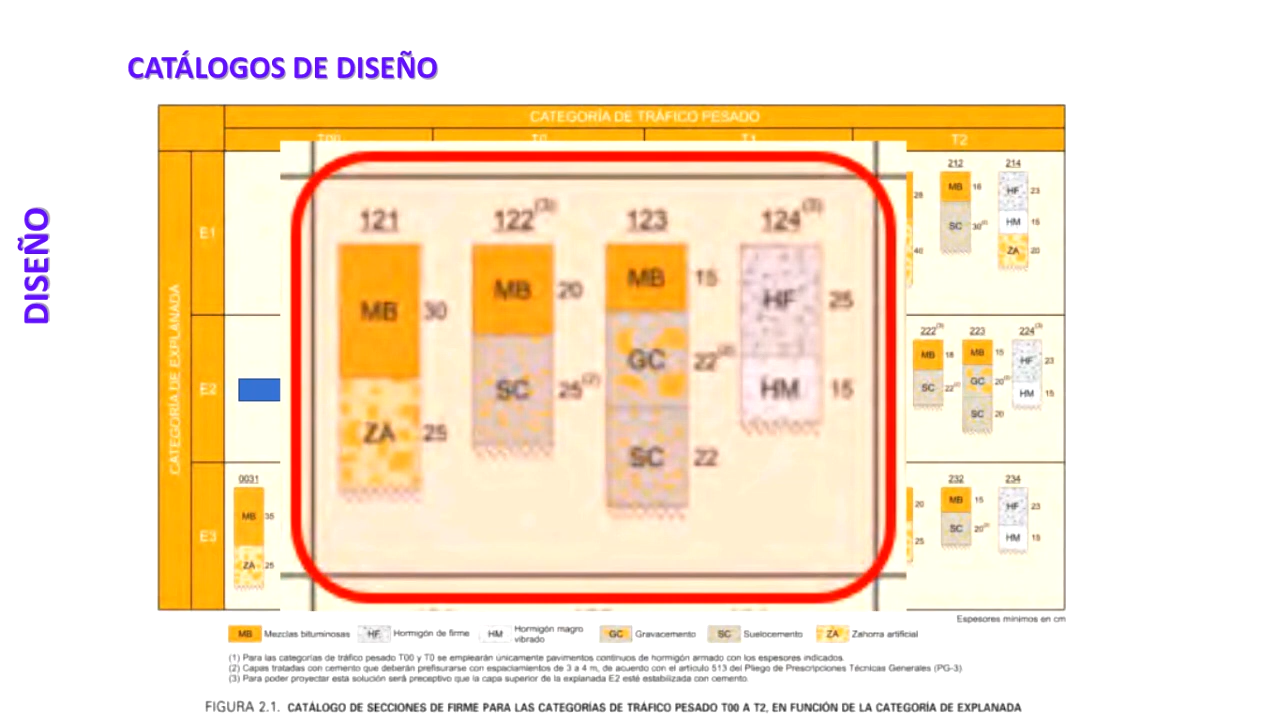 CATÁLOGOS DE DISEÑO
DISEÑO
CATEGORÍA DE TRÁFICO PESADO
T00 T0 T1 T2
CATEGORÍA DE EXPLANADA
E1
212 214
MB 18 HF 23
SC 30 HM 15
ZA 20
E2
222(3) 223 224(3)
MB 18 MB 15 HF 23
SC 22 GC 20 HM 15
SC 20
E3
0031 232 234
MB 35 MB 15 HF 23
ZA 25 SC 20 HM 15
20
25
121 122(3) 123 124(3)
MB 30 MB 20 MB 15 HF 25
ZA 25 SC 25(2) GC 22(2) HM 15
SC 22
Espesores mínimos en cm
MB Mezclas bituminosas HF Hormigón de firme HM Hormigón magro vibrado GC Gravacemento SC Suelocemento ZA Zahorra artificial
(1) Para las categorías de tráfico pesado T00 y T0 se emplearán únicamente pavimentos continuos de hormigón armado con los espesores indicados.
(2) Capas tratadas con cemento que deberán prefisurarse con espaciamientos de 3 a 4 m, de acuerdo con el artículo 513 del Pliego de Prescripciones Técnicas Generales (PG-3)
(3) Para poder proyectar esta solución será preceptivo que la capa superior de la explanada E2 esté estabilizada con cemento.
FIGURA 2.1. CATÁLOGO DE SECCIONES DE FIRME PARA LAS CATEGORÍAS DE TRÁFICO PESADO T00 A T2, EN FUNCIÓN DE LA CATEGORÍA DE EXPLANADA